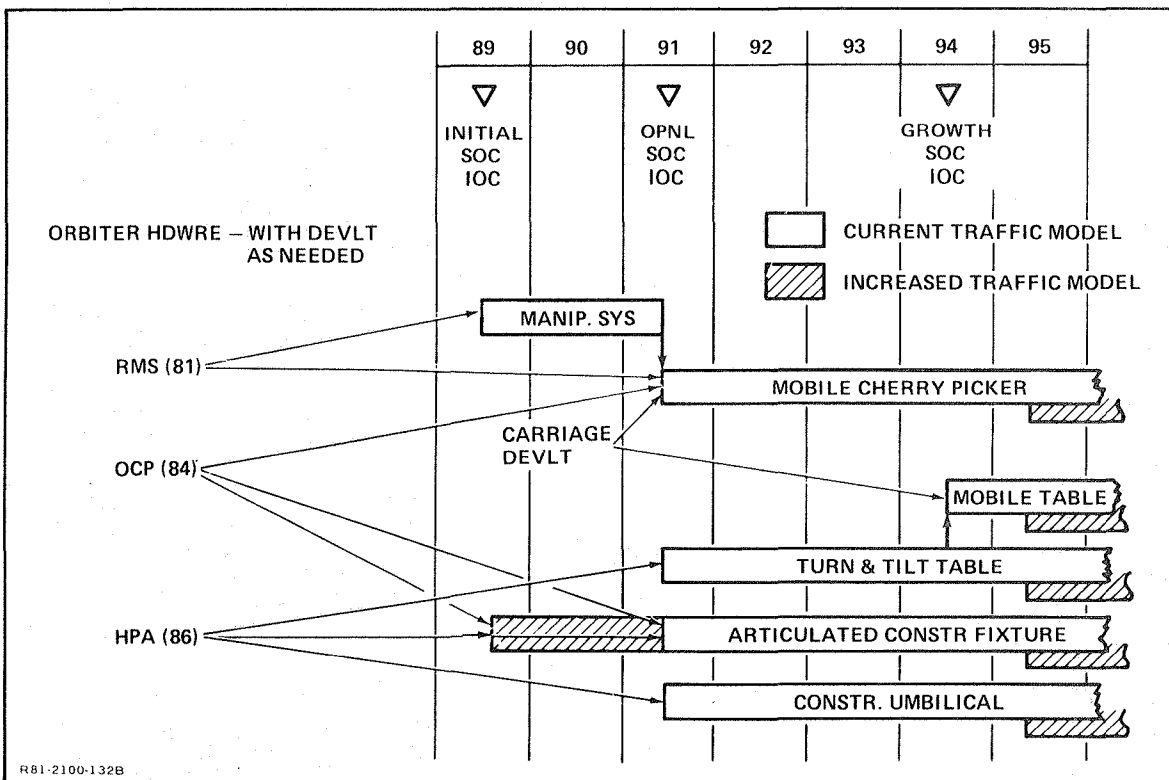 89 90 91 92 93 94 95
INITIAL
SOC
IOC
OPNL
SOC
IOC
GROWTH
SOC
IOC
ORBITER HDWRE – WITH DEVLT
AS NEEDED
CURRENT TRAFFIC MODEL
INCREASED TRAFFIC MODEL
MANIP. SYS
RMS (81)
MOBILE CHERRY PICKER
CARRIAGE
DEVLT
OCP (84)
MOBILE TABLE
TURN & TILT TABLE
HPA (86)
ARTICULATED CONSTR FIXTURE
CONSTR. UMBILICAL
R81-2100-132B